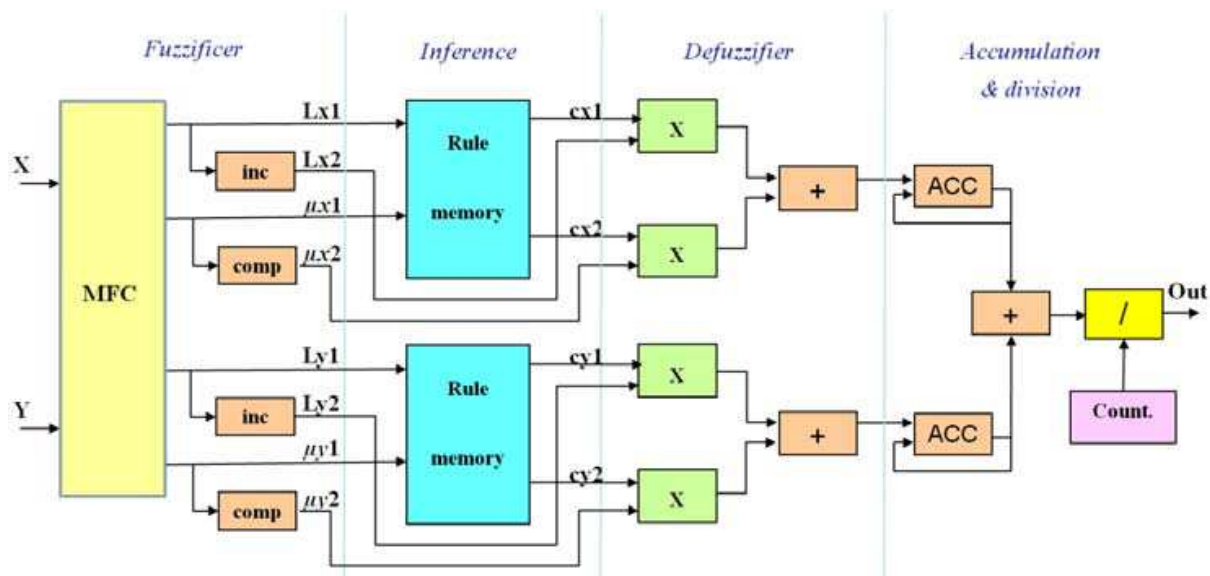 Fuzzificer
Inference
Defuzzifier
Accumulation
& division
X
Y
MFC
Lx1
inc
Lx2
μx1
comp
μx2
Rule
memory
cx1
cx2
X
X
+
ACC
+
/
Out
Count.
Ly1
inc
Ly2
μy1
comp
μy2
Rule
memory
cy1
cy2
X
X
+
ACC